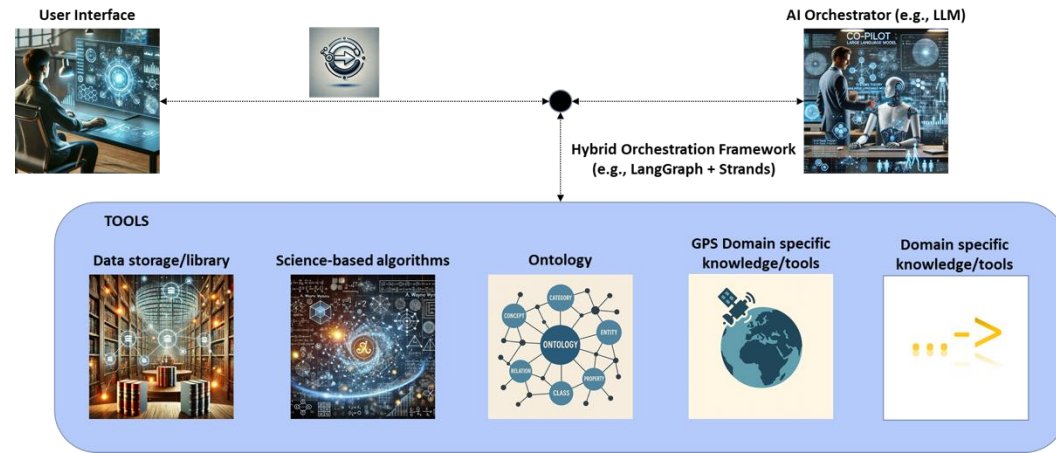 User Interface
AI Orchestrator (e.g., LLM)
CO-PILOT
LARGE LANGUAGE MODEL
Hybrid Orchestration Framework
(e.g., LangGraph + Strands)
TOOLS
Data storage/library
Science-based algorithms
Ontology
GPS Domain specific
knowledge/tools
Domain specific
knowledge/tools
A. Wayne Wymore
CATEGORY
CONCEPT
ENTITY
ONTOLOGY
RELATION
PROPERTY
CLASS
...->